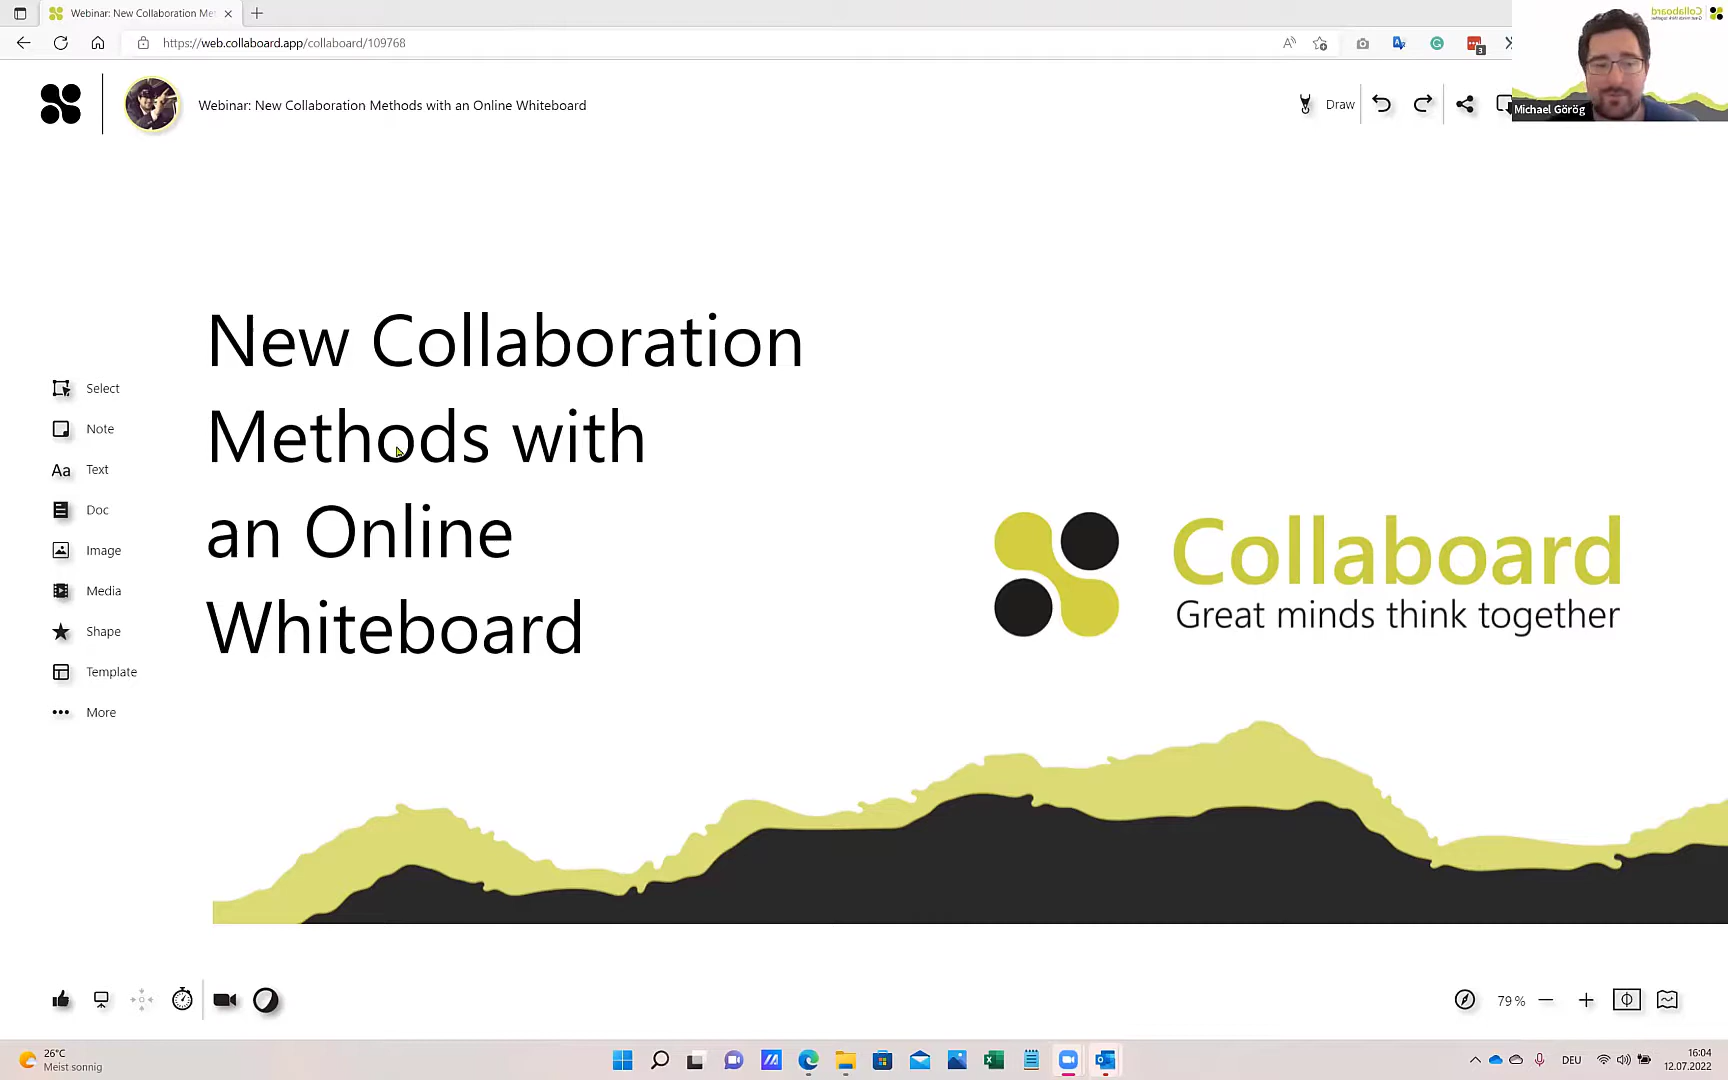 Webinar: New Collaboration Me
https://web.collaboard.app/collaboard/109768
Collaboard
Michael Görög
Webinar: New Collaboration Methods with an Online Whiteboard
Draw
New Collaboration
Methods with
an Online
Whiteboard
Select
Note
Aa Text
Doc
Image
Media
Shape
Template
More
Collaboard
Great minds think together
79 %
26°C
Meist sonnig
DEU
16:04
12.07.2022